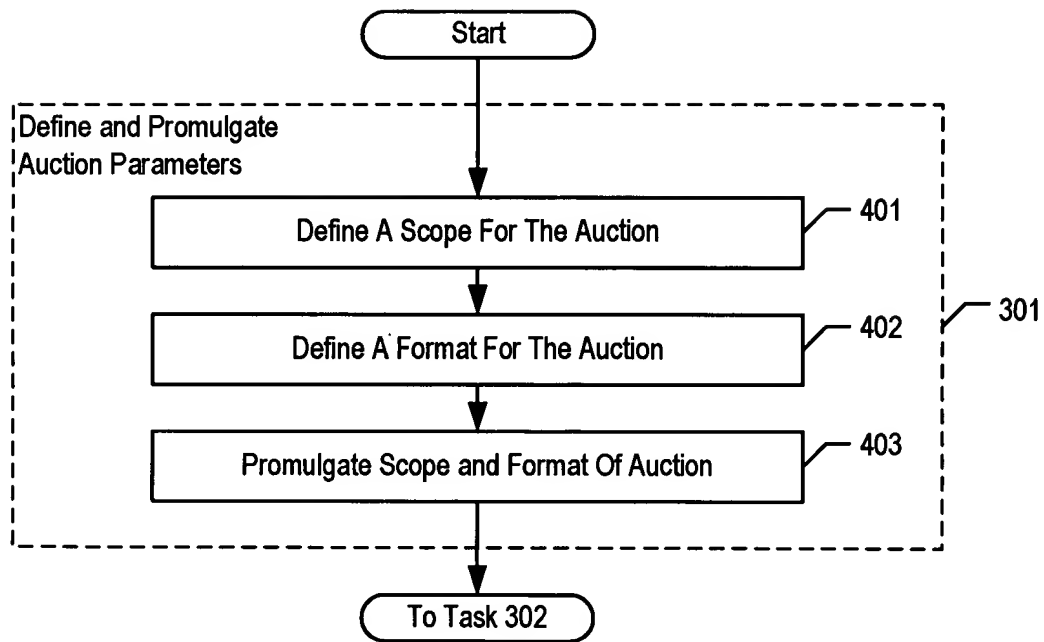 Start
Define and Promulgate
Auction Parameters
Define A Scope For The Auction
401
Define A Format For The Auction
402
301
Promulgate Scope and Format Of Auction
403
To Task 302